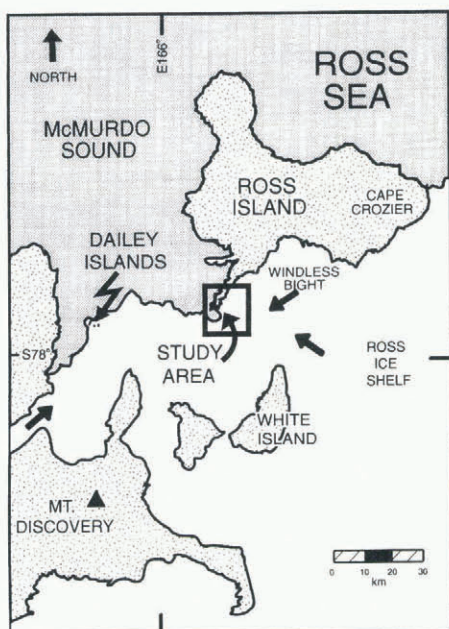 NORTH
E166°
ROSS
SEA
McMURDO
SOUND
ROSS
ISLAND
CAPE
CROZIER
DAILEY
ISLANDS
WINDLESS
BIGHT
S78°
STUDY
AREA
ROSS
ICE
SHELF
WHITE
ISLAND
MT.
DISCOVERY
0 10 20 30
km